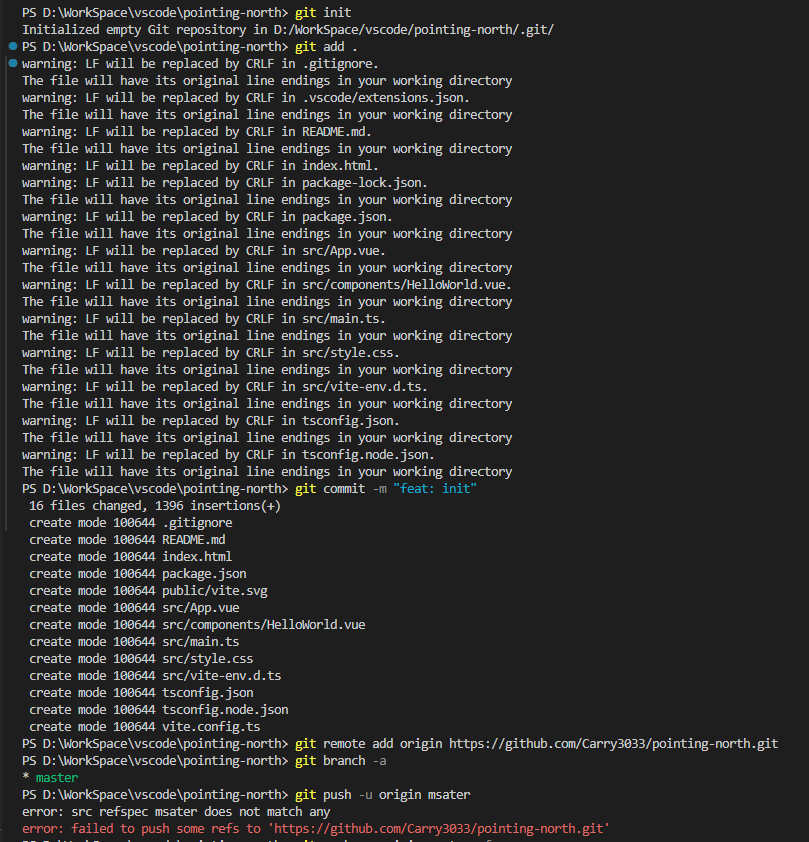 PS D:\WorkSpace\vscode\pointing-north> git init
Initialized empty Git repository in D:/WorkSpace/vscode/pointing-north/.git/
PS D:\WorkSpace\vscode\pointing-north> git add .
warning: LF will be replaced by CRLF in .gitignore.
The file will have its original line endings in your working directory
warning: LF will be replaced by CRLF in .vscode/extensions.json.
The file will have its original line endings in your working directory
warning: LF will be replaced by CRLF in README.md.
The file will have its original line endings in your working directory
warning: LF will be replaced by CRLF in index.html.
warning: LF will be replaced by CRLF in package-lock.json.
The file will have its original line endings in your working directory
warning: LF will be replaced by CRLF in package.json.
The file will have its original line endings in your working directory
warning: LF will be replaced by CRLF in src/App.vue.
The file will have its original line endings in your working directory
warning: LF will be replaced by CRLF in src/components/HelloWorld.vue.
The file will have its original line endings in your working directory
warning: LF will be replaced by CRLF in src/main.ts.
The file will have its original line endings in your working directory
warning: LF will be replaced by CRLF in src/style.css.
The file will have its original line endings in your working directory
warning: LF will be replaced by CRLF in src/vite-env.d.ts.
The file will have its original line endings in your working directory
warning: LF will be replaced by CRLF in tsconfig.json.
The file will have its original line endings in your working directory
warning: LF will be replaced by CRLF in tsconfig.node.json.
The file will have its original line endings in your working directory
PS D:\WorkSpace\vscode\pointing-north> git commit -m "feat: init"
16 files changed, 1396 insertions(+)
create mode 100644 .gitignore
create mode 100644 README.md
create mode 100644 index.html
create mode 100644 package.json
create mode 100644 public/vite.svg
create mode 100644 src/App.vue
create mode 100644 src/components/HelloWorld.vue
create mode 100644 src/main.ts
create mode 100644 src/style.css
create mode 100644 src/vite-env.d.ts
create mode 100644 tsconfig.json
create mode 100644 tsconfig.node.json
create mode 100644 vite.config.ts
PS D:\WorkSpace\vscode\pointing-north> git remote add origin https://github.com/Carry3033/pointing-north.git
PS D:\WorkSpace\vscode\pointing-north> git branch -a
* master
PS D:\WorkSpace\vscode\pointing-north> git push -u origin msater
error: src refspec msater does not match any
error: failed to push some refs to 'https://github.com/Carry3033/pointing-north.git'